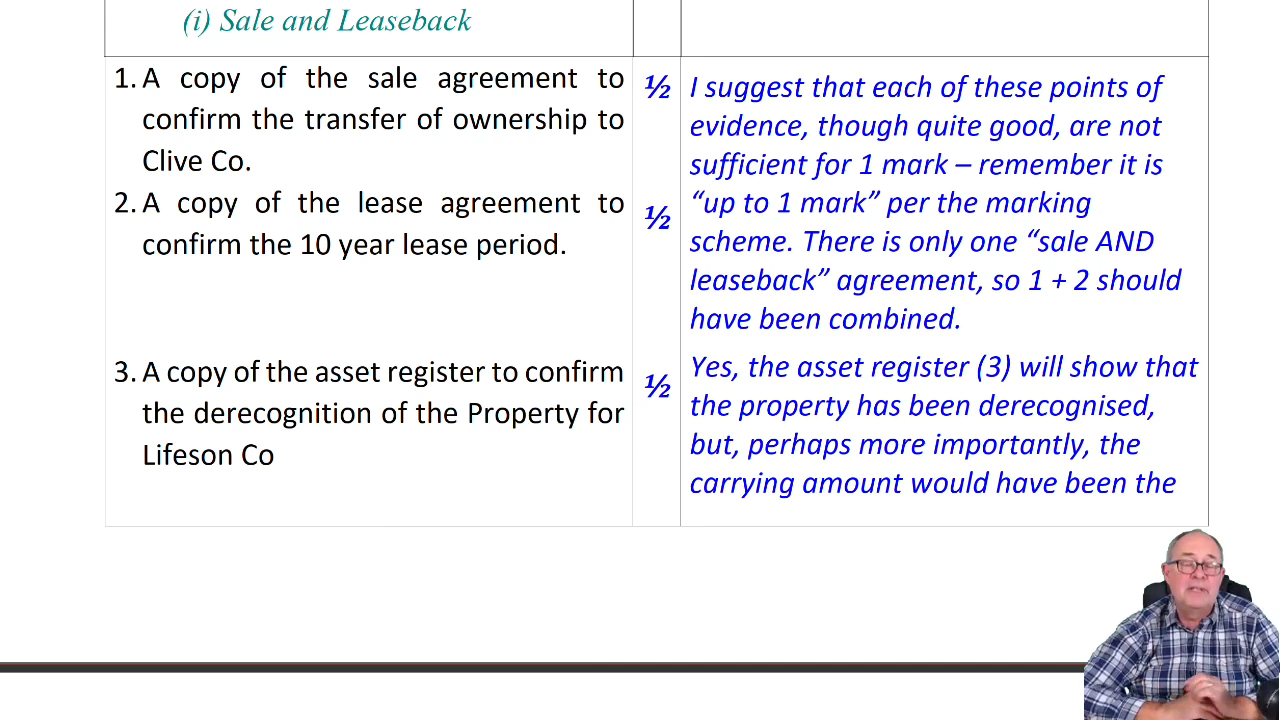 (i) Sale and Leaseback
1. A copy of the sale agreement to
confirm the transfer of ownership to
Clive Co.
½
2. A copy of the lease agreement to
confirm the 10 year lease period.
½
I suggest that each of these points of
evidence, though quite good, are not
sufficient for 1 mark – remember it is
“up to 1 mark” per the marking
scheme. There is only one “sale AND
leaseback” agreement, so 1 + 2 should
have been combined.
3. A copy of the asset register to confirm
the derecognition of the Property for
Lifeson Co
½
Yes, the asset register (3) will show that
the property has been derecognised,
but, perhaps more importantly, the
carrying amount would have been the